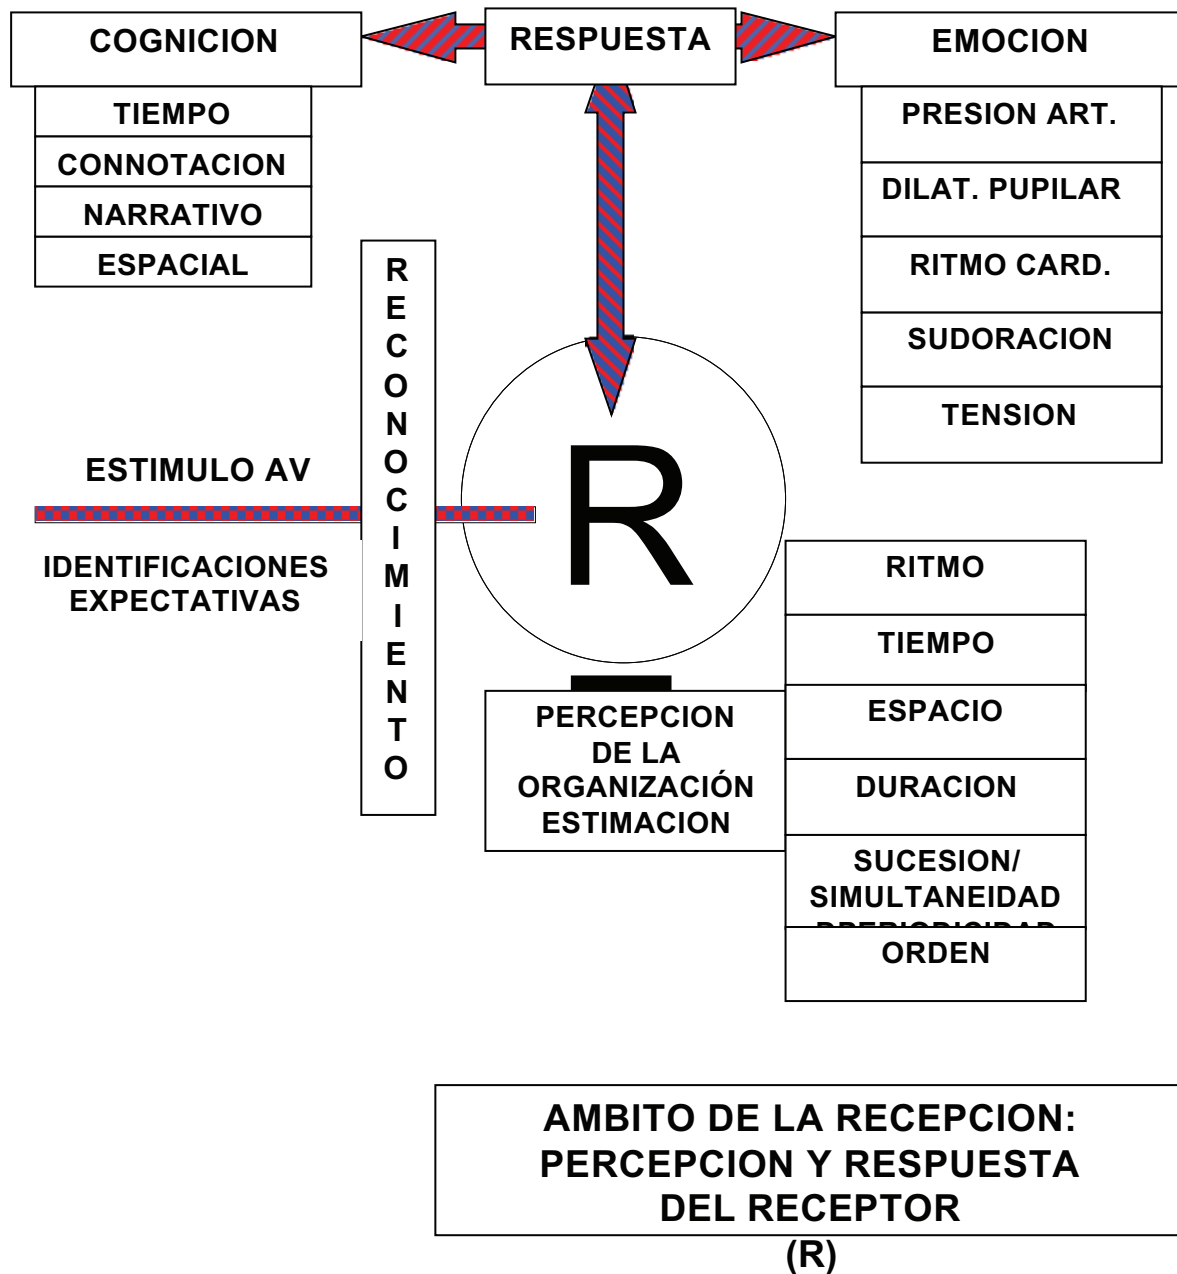 COGNICION
RESPUESTA
EMOCION
TIEMPO
CONNOTACION
NARRATIVO
ESPACIAL
PRESION ART.
DILAT. PUPILAR
RITMO CARD.
SUDORACION
TENSION
RECONOCIMIENTO
ESTIMULO AV
IDENTIFICACIONES
EXPECTATIVAS
R
PERCEPCION
DE LA
ORGANIZACIÓN
ESTIMACION
RITMO
TIEMPO
ESPACIO
DURACION
SUCESION/
SIMULTANEIDAD
ORDEN
AMBITO DE LA RECEPCION:
PERCEPCION Y RESPUESTA
DEL RECEPTOR
(R)